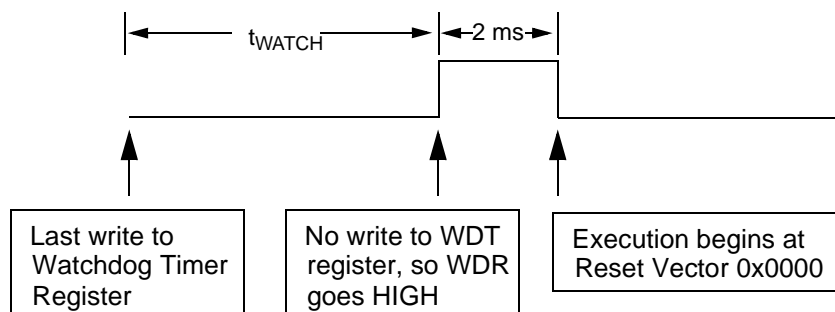 tWATCH
2 ms
Last write to
Watchdog Timer
Register
No write to WDT
register, so WDR
goes HIGH
Execution begins at
Reset Vector 0x0000